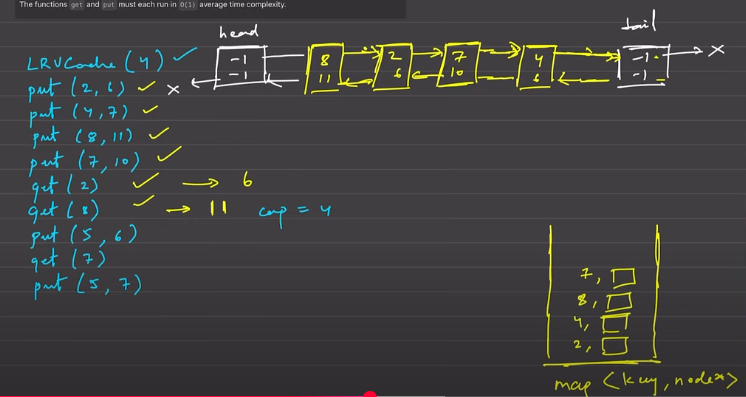 The functions get and put must each run in O(1) average time complexity.
head
tail
LRUCache (4) ✓
-1 8 2 7 4 -1 → X
X ← -1 11 6 10 6 -1
put (2, 6) ✓
put (4, 7) ✓
put (8, 11) ✓
put (7, 10) ✓
get (2) ✓ → 6
get (8) ✓ → 11 cap = 4
put (5, 6)
get (7)
put (5, 7)
7,
8,
4,
2,
map <key, node*>